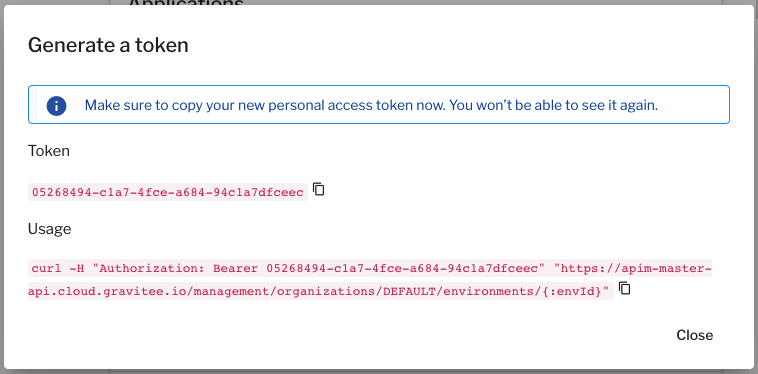 Applications
Generate a token
Make sure to copy your new personal access token now. You won't be able to see it again.
Token
05268494-c1a7-4fce-a684-94c1a7dfceec
Usage
curl -H "Authorization: Bearer 05268494-c1a7-4fce-a684-94c1a7dfceec" "https://apim-master-
api.cloud.gravitee.io/management/organizations/DEFAULT/environments/{:envId}"
Close